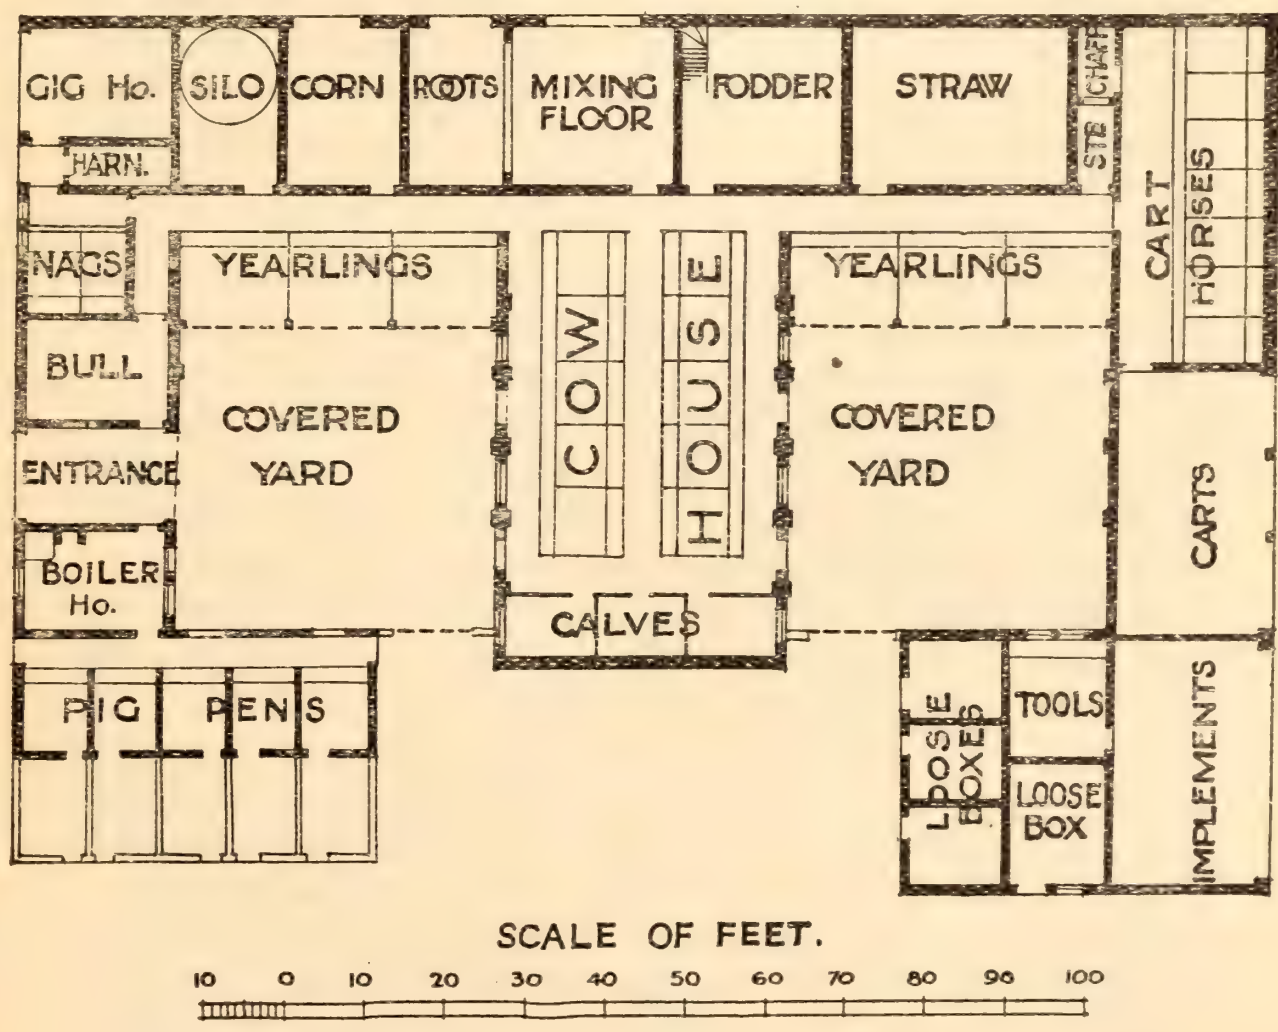 GIG HO.
SILO
CORN
ROOTS
MIXING
FLOOR
FODDER
STRAW
CHAFF
STB
HARN.
CART
HORSES
NAGS
YEARLINGS
COW
HOUSE
YEARLINGS
BULL
COVERED
YARD
COVERED
YARD
ENTRANCE
CARTS
BOILER
Ho.
CALVES
PIG PENS
LOOSE
BOXES
TOOLS
LOOSE
BOX
IMPLEMENTS
SCALE OF FEET.
10 0 10 20 30 40 50 60 70 80 90 100